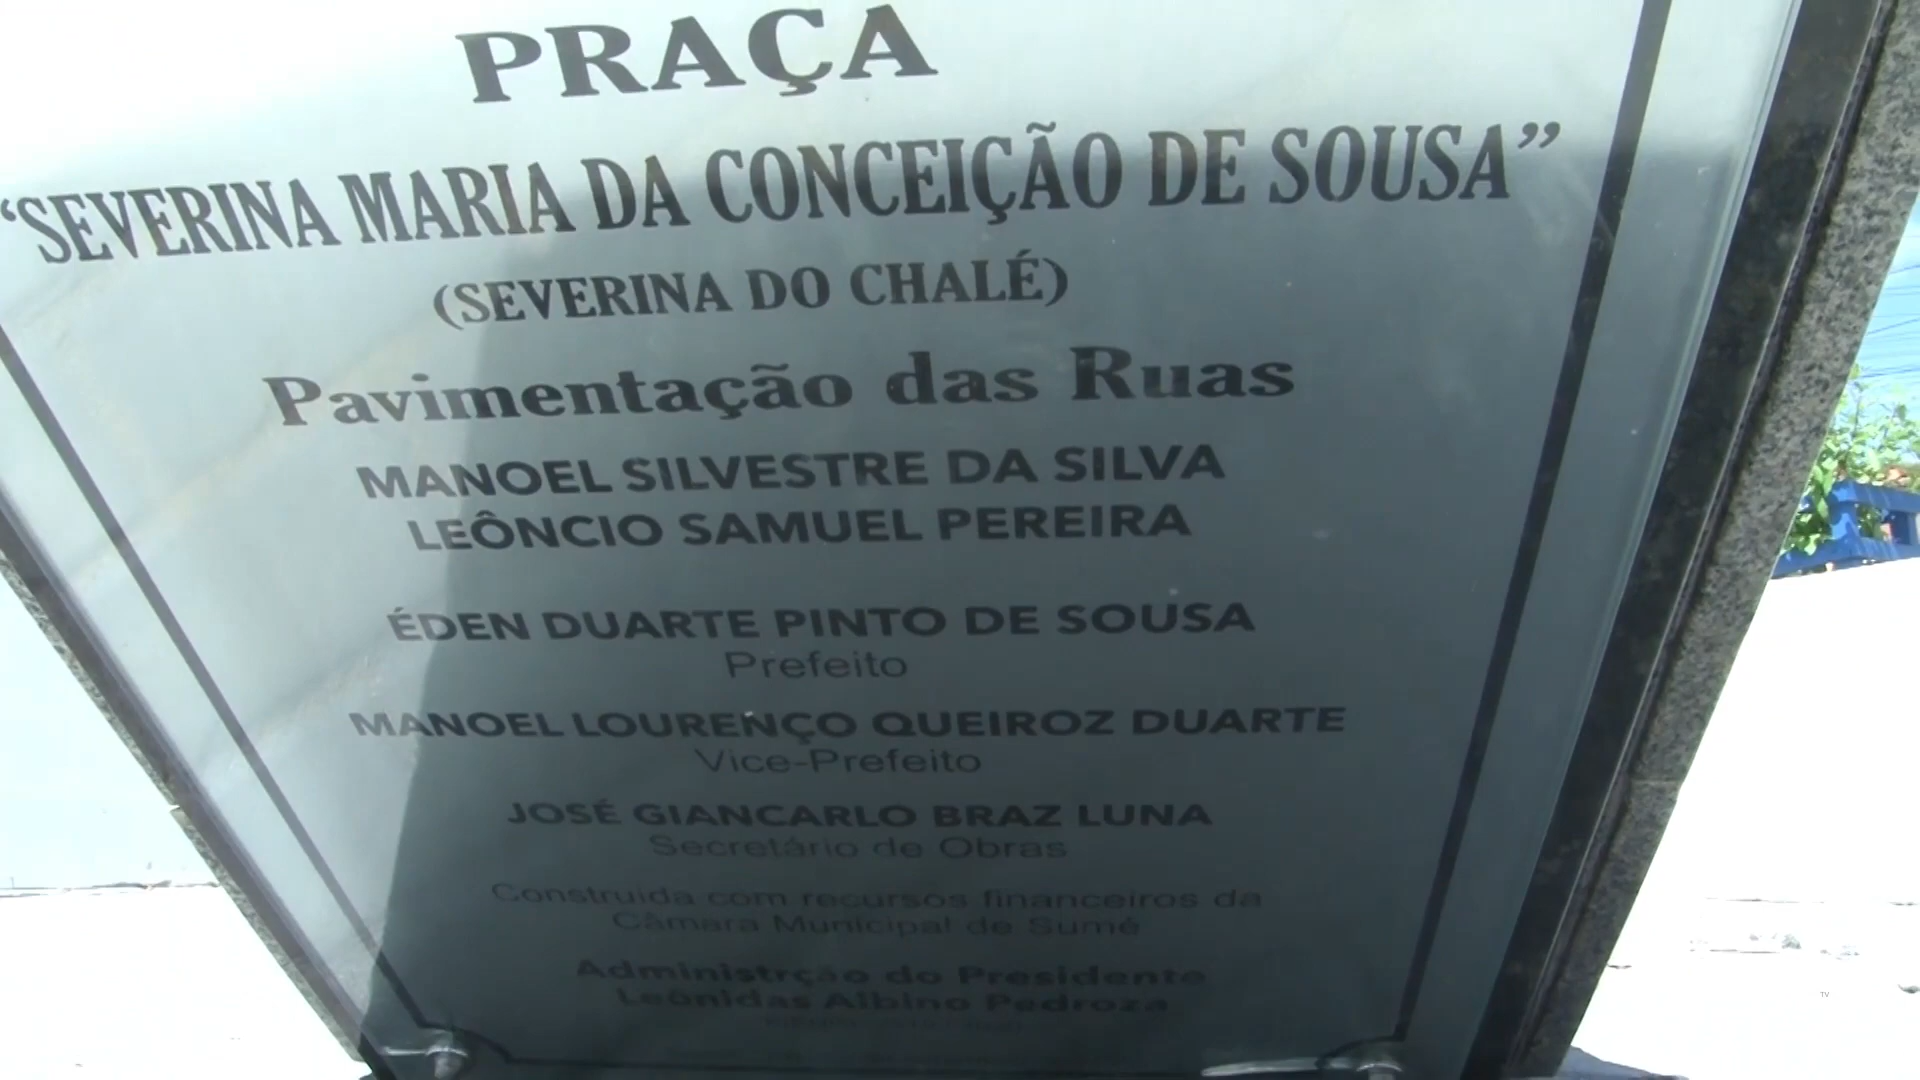 PRAÇA
“SEVERINA MARIA DA CONCEIÇÃO DE SOUSA”
(SEVERINA DO CHALÉ)
Pavimentação das Ruas
MANOEL SILVESTRE DA SILVA
LEÔNCIO SAMUEL PEREIRA
ÉDEN DUARTE PINTO DE SOUSA
Prefeito
MANOEL LOURENÇO QUEIROZ DUARTE
Vice-Prefeito
JOSÉ GIANCARLO BRAZ LUNA
Secretário de Obras
Construida com recursos financeiros da
Câmara Municipal de Sumé
Administrção do Presidente
Leônidas Albino Pedroza
TV